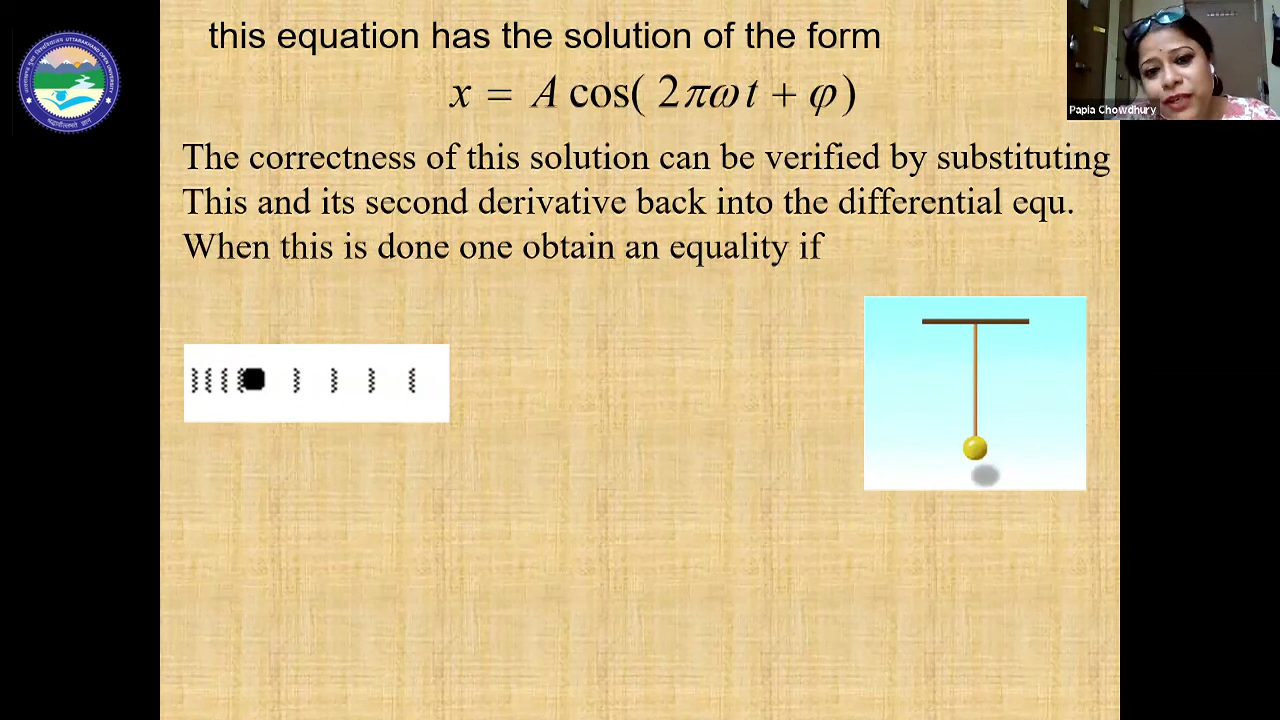 this equation has the solution of the form
x = A cos( 2πω t + φ )
The correctness of this solution can be verified by substituting
This and its second derivative back into the differential equ.
When this is done one obtain an equality if
Papia Chowdhury